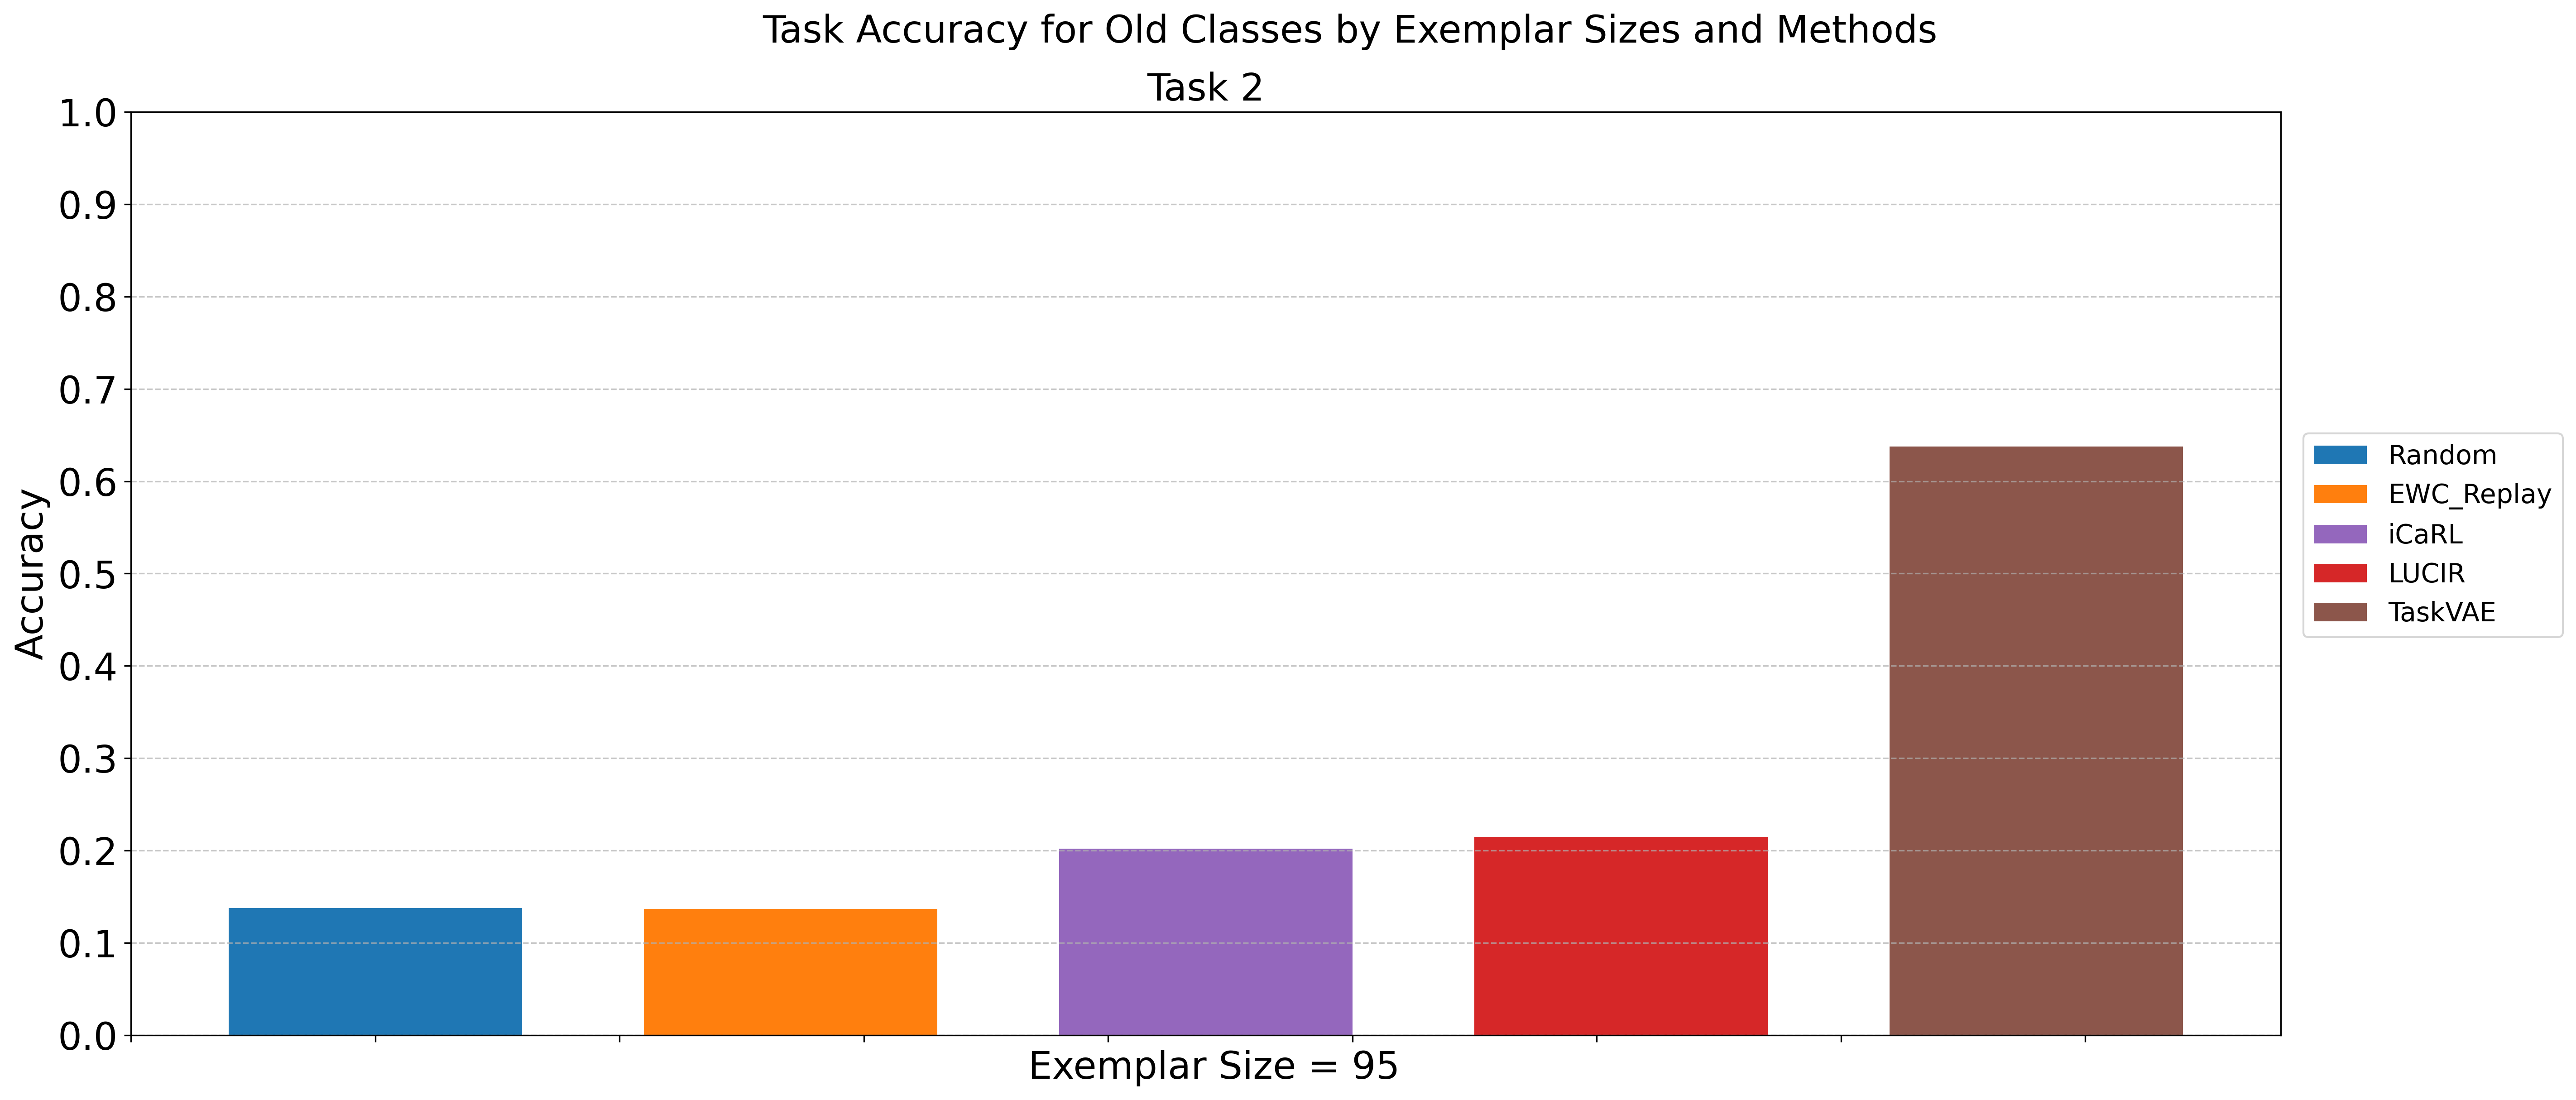 Task Accuracy for Old Classes by Exemplar Sizes and Methods
Task 2
1.0
0.9
0.8
0.7
0.6
0.5
0.4
0.3
0.2
0.1
0.0
Accuracy
Exemplar Size = 95
Random
EWC_Replay
iCaRL
LUCIR
TaskVAE